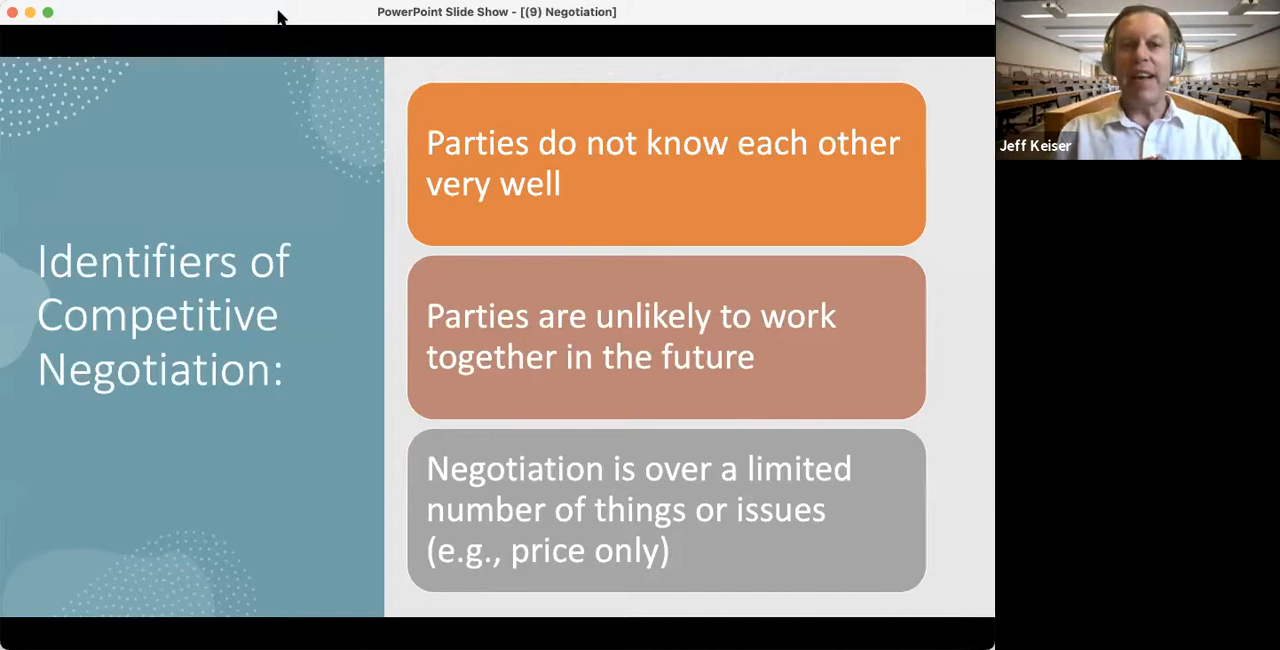 PowerPoint Slide Show - [(9) Negotiation]
Jeff Keiser
Identifiers of
Competitive
Negotiation:
Parties do not know each other
very well
Parties are unlikely to work
together in the future
Negotiation is over a limited
number of things or issues
(e.g., price only)